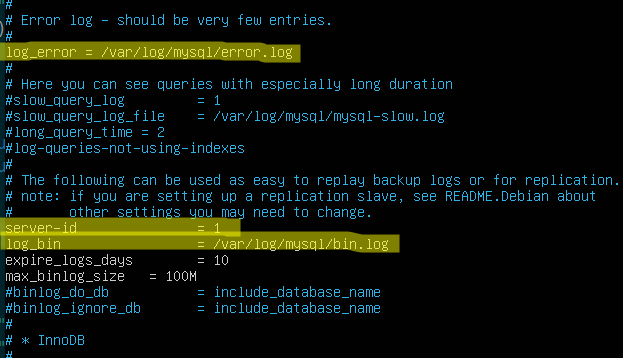 #
# Error log - should be very few entries.
#
log_error = /var/log/mysql/error.log
#
# Here you can see queries with especially long duration
#slow_query_log = 1
#slow_query_log_file = /var/log/mysql/mysql-slow.log
#long_query_time = 2
#log-queries-not-using-indexes
#
# The following can be used as easy to replay backup logs or for replication.
# note: if you are setting up a replication slave, see README.Debian about
# other settings you may need to change.
server-id = 1
log_bin = /var/log/mysql/bin.log
expire_logs_days = 10
max_binlog_size = 100M
#binlog_do_db = include_database_name
#binlog_ignore_db = include_database_name
#
# * InnoDB
#